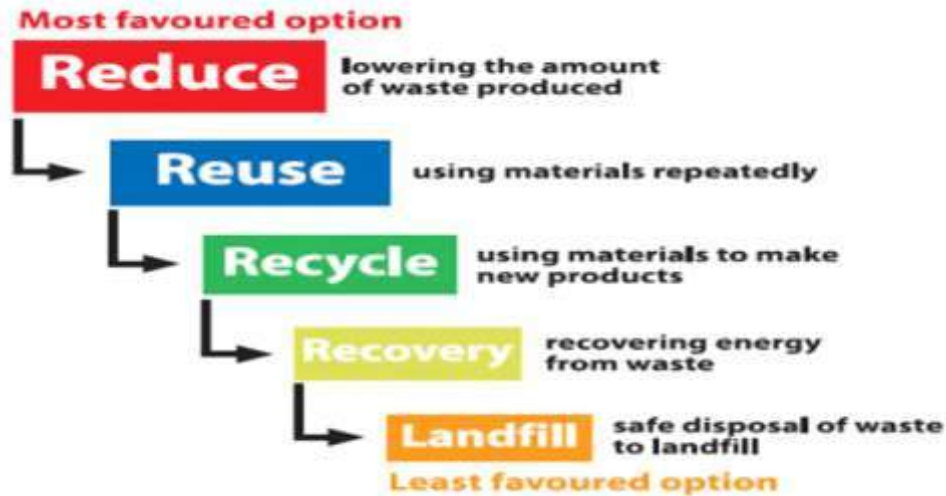 Most favoured option
Reduce
lowering the amount
of waste produced
Reuse
using materials repeatedly
Recycle
using materials to make
new products
Recovery
recovering energy
from waste
Landfill
safe disposal of waste
to landfill
Least favoured option